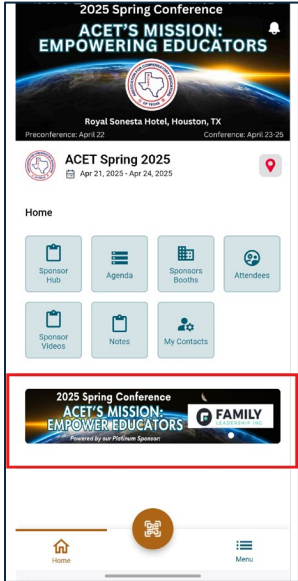 2025 Spring Conference
ACET'S MISSION:
EMPOWERING EDUCATORS
OF TEXAS
Royal Sonesta Hotel, Houston, TX
Preconference: April 22
Conference: April 23-25
ACET Spring 2025
Apr 21, 2025 - Apr 24, 2025
Home
Sponsor
Hub
Agenda
Sponsors
Booths
Attendees
Sponsor
Videos
Notes
My Contacts
2025 Spring Conference
ACET'S MISSION:
EMPOWER EDUCATORS
Powered by our Platinum Sponsor:
FAMILY
LEADERSHIP INC
Home
Menu